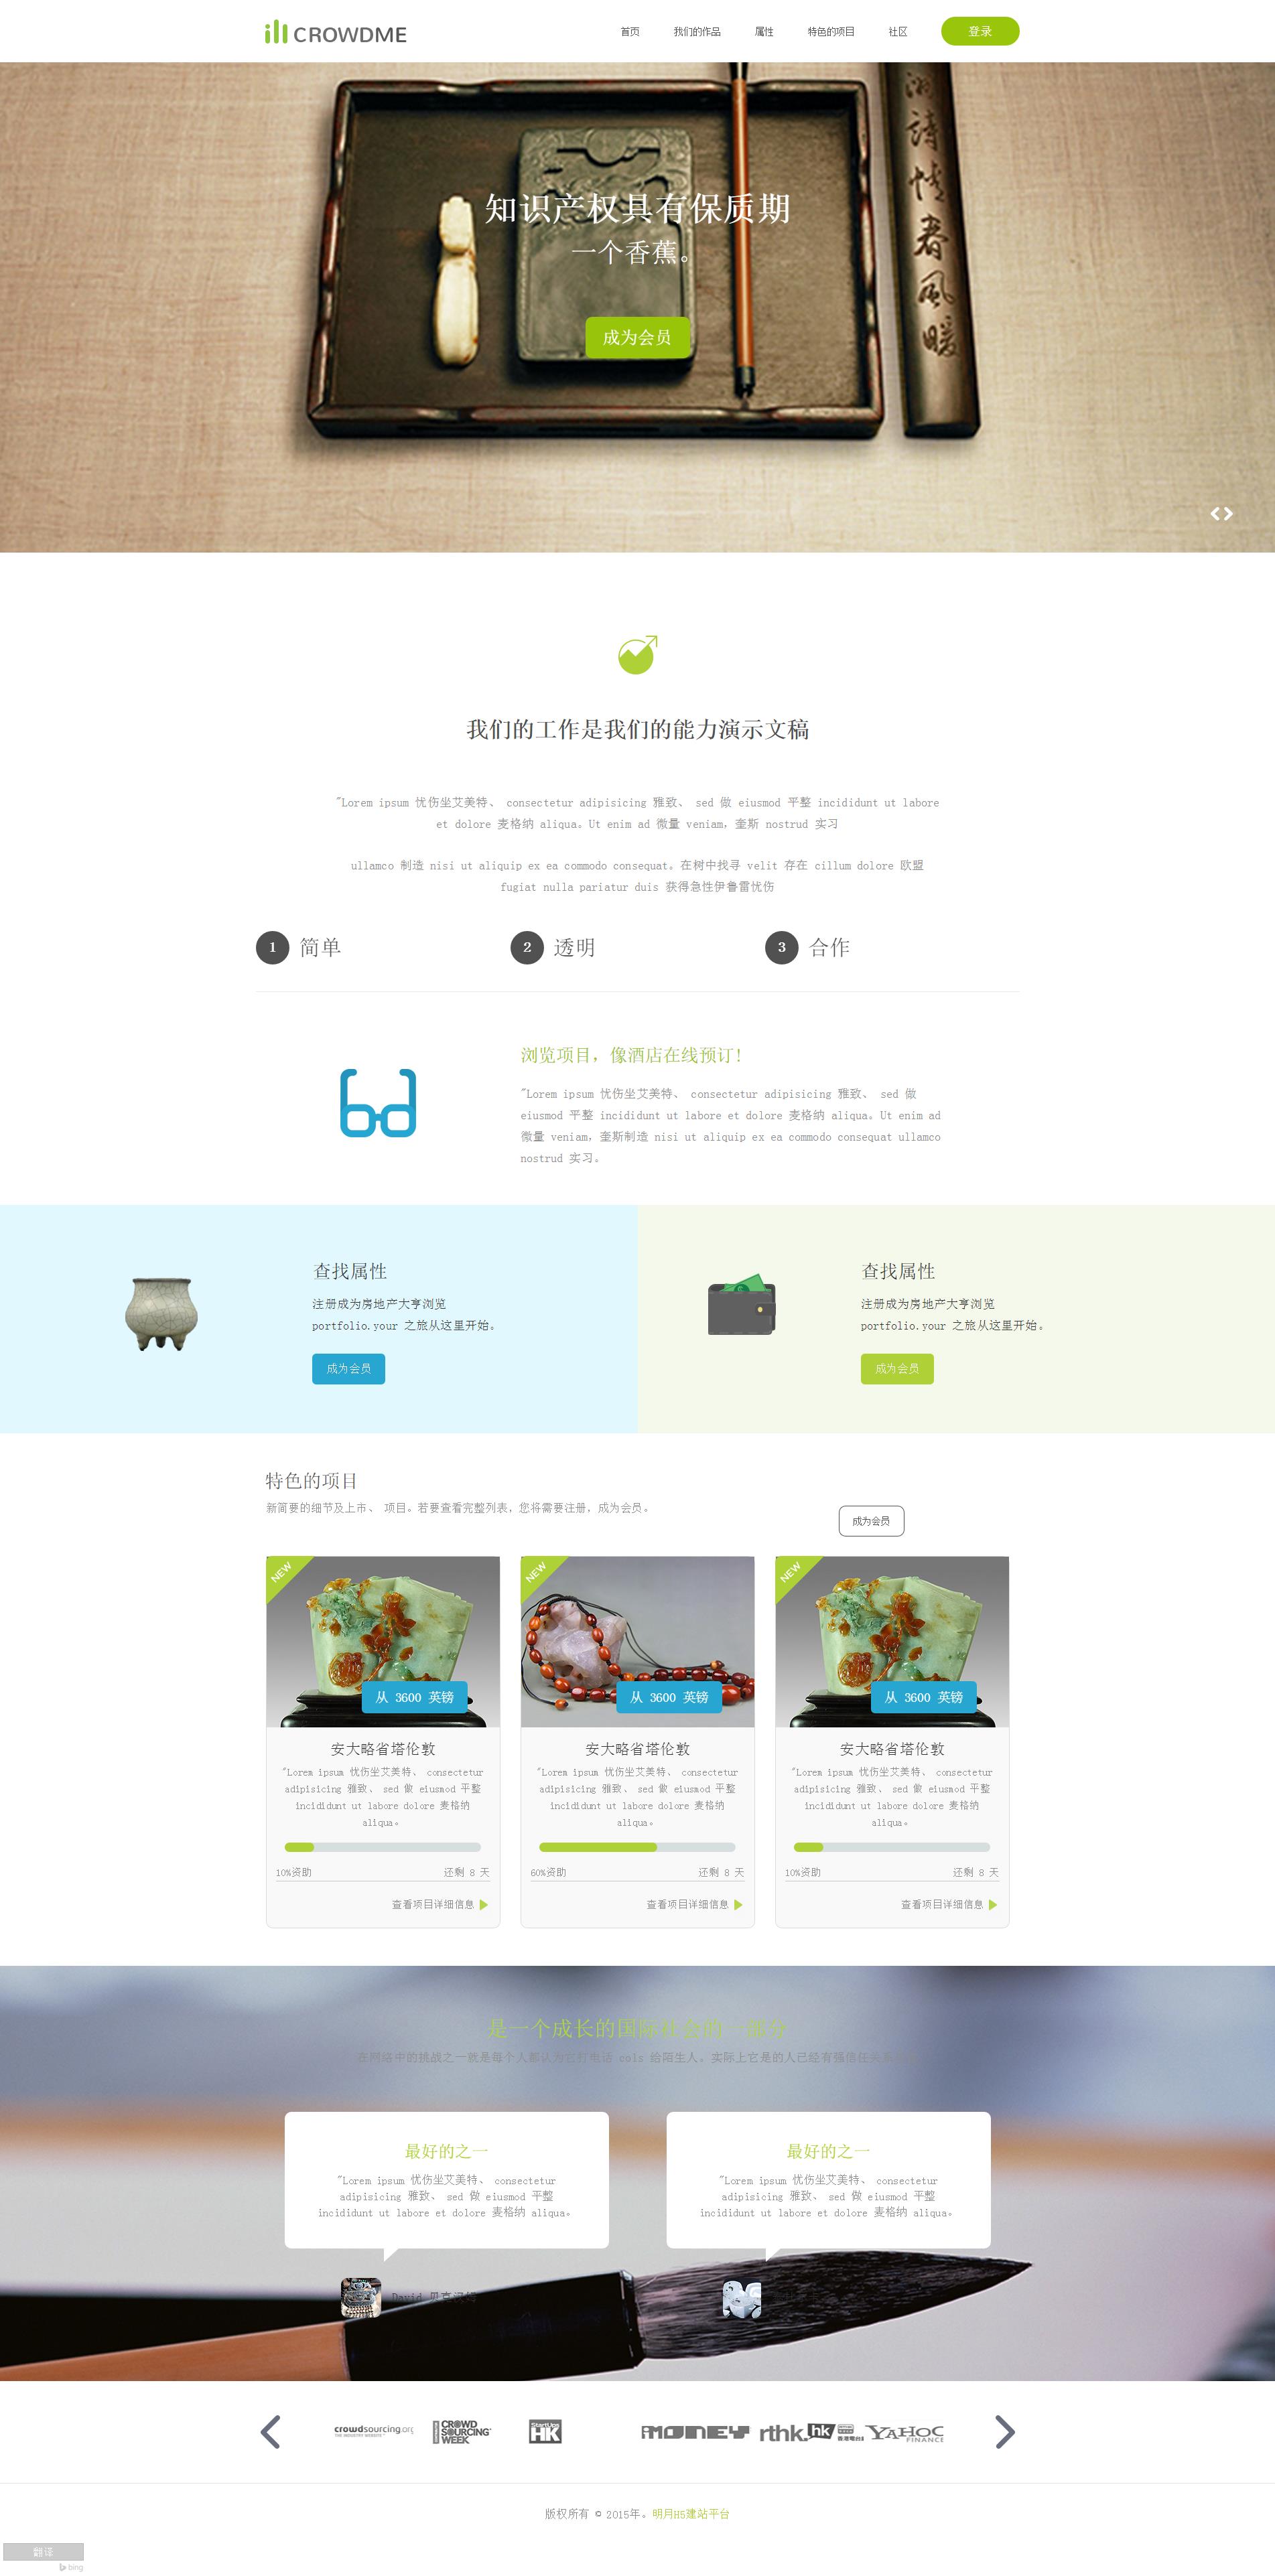 CROWDME
首页 我们的作品 属性 特色的项目 社区 登录
知识产权具有保质期
一个香蕉。
成为会员
诗
情
春
風
暖
我们的工作是我们的能力演示文稿
"Lorem ipsum 忧伤坐艾美特、 consectetur adipisicing 雅致、 sed 做 eiusmod 平整 incididunt ut labore
et dolore 麦格纳 aliqua。Ut enim ad 微量 veniam，奎斯 nostrud 实习
ullamco 制造 nisi ut aliquip ex ea commodo consequat。在树中找寻 velit 存在 cillum dolore 欧盟
fugiat nulla pariatur duis 获得急性伊鲁雷忧伤
1 简单
2 透明
3 合作
浏览项目，像酒店在线预订！
"Lorem ipsum 忧伤坐艾美特、 consectetur adipisicing 雅致、 sed 做
eiusmod 平整 incididunt ut labore et dolore 麦格纳 aliqua。Ut enim ad
微量 veniam，奎斯制造 nisi ut aliquip ex ea commodo consequat ullamco
nostrud 实习。
查找属性
注册成为房地产大亨浏览
portfolio.your 之旅从这里开始。
成为会员
查找属性
注册成为房地产大亨浏览
portfolio.your 之旅从这里开始。
成为会员
特色的项目
新简要的细节及上市、 项目。若要查看完整列表，您将需要注册，成为会员。
成为会员
NEW
从 3600 英镑
安大略省塔伦敦
"Lorem ipsum 忧伤坐艾美特、 consectetur
adipisicing 雅致、 sed 做 eiusmod 平整
incididunt ut labore dolore 麦格纳
aliqua。
10%资助 还剩 8 天
查看项目详细信息
NEW
从 3600 英镑
安大略省塔伦敦
"Lorem ipsum 忧伤坐艾美特、 consectetur
adipisicing 雅致、 sed 做 eiusmod 平整
incididunt ut labore dolore 麦格纳
aliqua。
60%资助 还剩 8 天
查看项目详细信息
NEW
从 3600 英镑
安大略省塔伦敦
"Lorem ipsum 忧伤坐艾美特、 consectetur
adipisicing 雅致、 sed 做 eiusmod 平整
incididunt ut labore dolore 麦格纳
aliqua。
10%资助 还剩 8 天
查看项目详细信息
是一个成长的国际社会的一部分
在网络中的挑战之一就是每个人都认为它打电话 cols 给陌生人。实际上它是的人已经有强信任
最好的之一
"Lorem ipsum 忧伤坐艾美特、 consectetur
adipisicing 雅致、 sed 做 eiusmod 平整
incididunt ut labore et dolore 麦格纳 aliqua。
David
最好的之一
"Lorem ipsum 忧伤坐艾美特、 consectetur
adipisicing 雅致、 sed 做 eiusmod 平整
incididunt ut labore et dolore 麦格纳 aliqua。
crowdsourcing.org
CROWD
SOURCING
WEEK
StartUps
HK
iMONEY
rthk.hk
YAHOO
FINANCE
版权所有 © 2015年。明月H5建站平台
翻译
bing